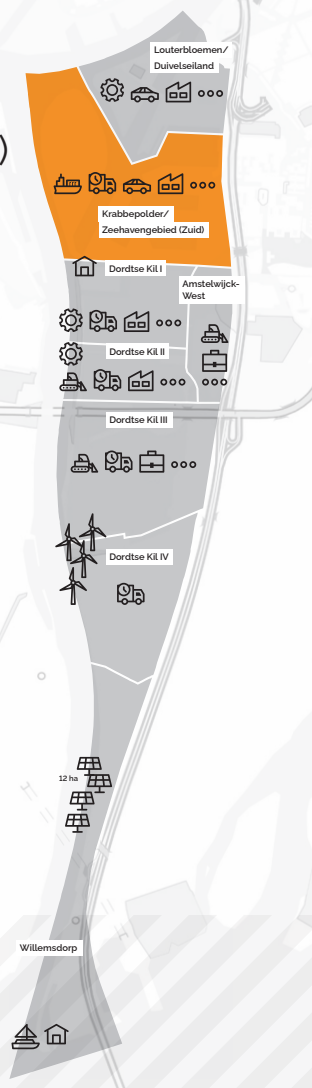 Louterbloemen/
Duivelseiland
Krabbepolder/
Zeehavengebied (Zuid)
Dordtse Kil I
Amstelwijck-
West
Dordtse Kil II
Dordtse Kil III
Dordtse Kil IV
12 ha
Willemsdorp